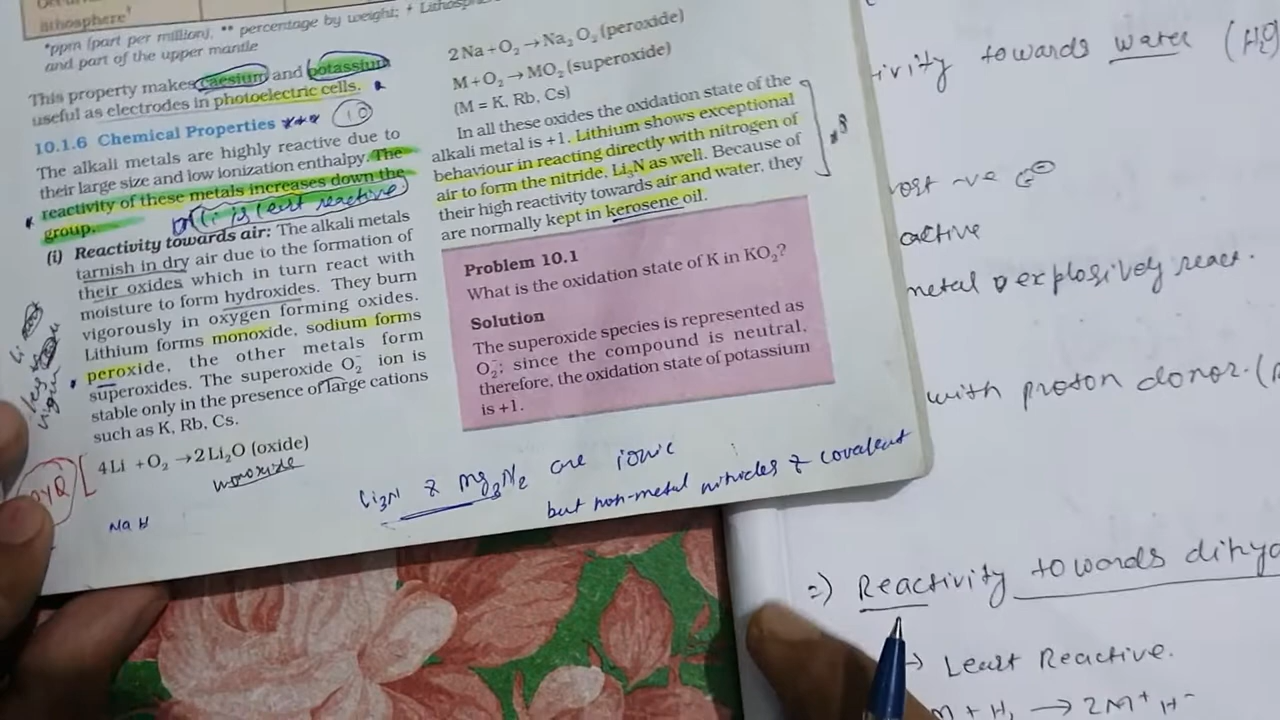 lithosphere†
*ppm (part per million), ** percentage by weight; † Lithosphere
and part of the upper mantle
This property makes caesium and potassium
useful as electrodes in photoelectric cells.
10.1.6 Chemical Properties
10
The alkali metals are highly reactive due to
their large size and low ionization enthalpy. The
reactivity of these metals increases down the
group.
Li is least reactive
(i) Reactivity towards air: The alkali metals
tarnish in dry air due to the formation of
their oxides which in turn react with
moisture to form hydroxides. They burn
vigorously in oxygen forming oxides.
Lithium forms monoxide, sodium forms
peroxide, the other metals form
superoxides. The superoxide O₂⁻ ion is
stable only in the presence of large cations
such as K, Rb, Cs.
Li
less
4Li + O₂ → 2 Li₂O (oxide)
monoxide
PYQ
Na H
2 Na + O₂ → Na₂O₂ (peroxide)
M + O₂ → MO₂ (superoxide)
(M = K, Rb, Cs)
In all these oxides the oxidation state of the
alkali metal is +1. Lithium shows exceptional
behaviour in reacting directly with nitrogen of
air to form the nitride, Li₃N as well. Because of
their high reactivity towards air and water, they
are normally kept in kerosene oil.
Problem 10.1
What is the oxidation state of K in KO₂?
Solution
The superoxide species is represented as
O₂⁻; since the compound is neutral,
therefore, the oxidation state of potassium
is +1.
Li₃N & Mg₃N₂ are ionic
but non-metal nitrides & covalent
towards water
-ve e⊖
active
metal explosively react.
with proton donor.
=) Reactivity towards
→ Least Reactive.
M + H₂ → 2M⁺ H⁻